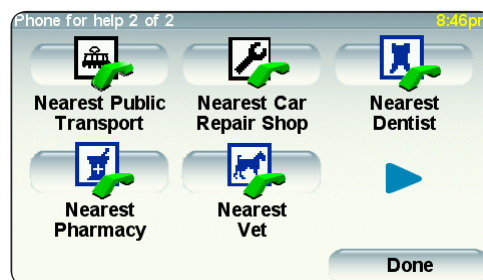 Phone for help 2 of 2
8:46pm
Nearest Public
Transport
Nearest Car
Repair Shop
Nearest
Dentist
Nearest
Pharmacy
Nearest
Vet
Done